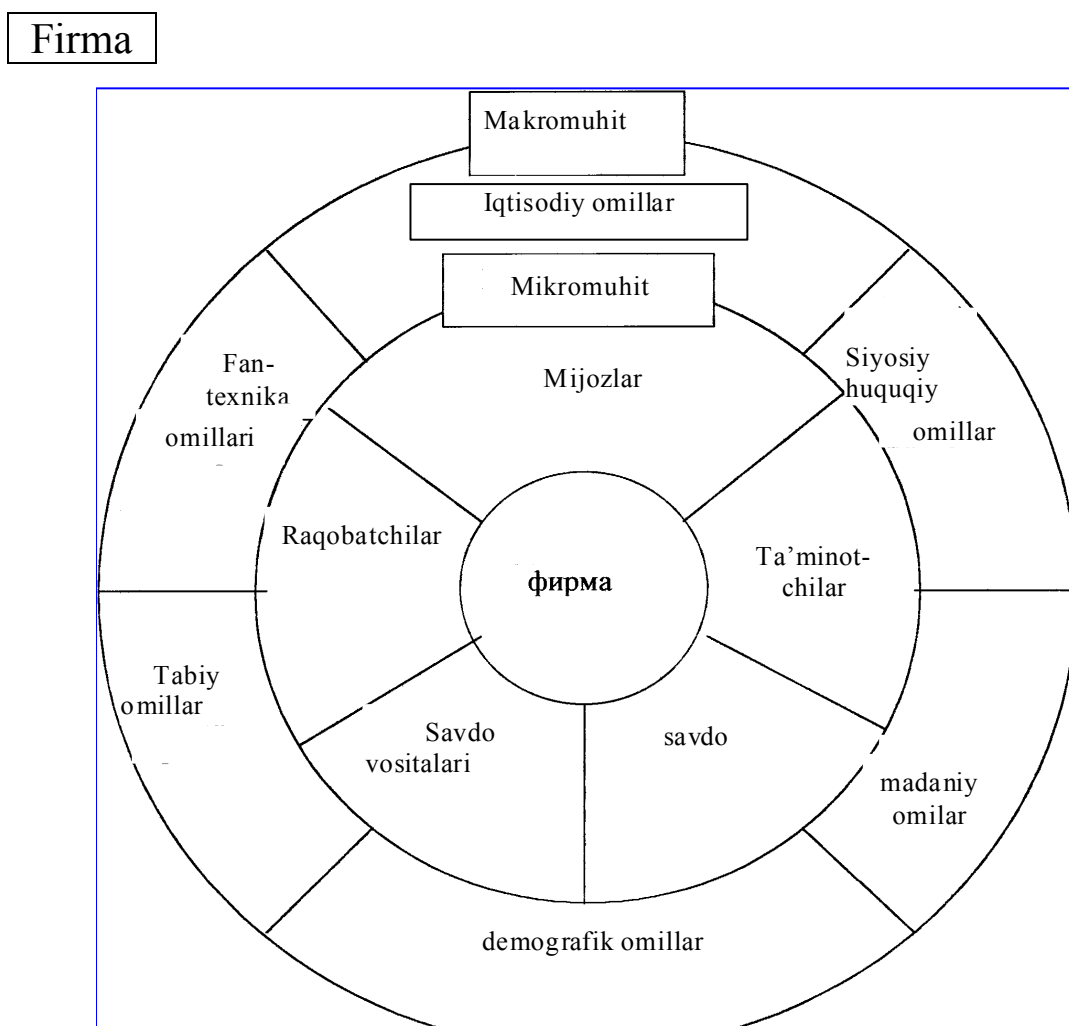 Firma
Makromuhit
Iqtisodiy omillar
Mikromuhit
Mijozlar
Fan-
texnika
omillari
Siyosiy
huquqiy
omillar
Raqobatchilar
Ta’minot-
chilar
фирма
Tabiy
omillar
Savdo
vositalari
savdo
madaniy
omilar
demografik omillar